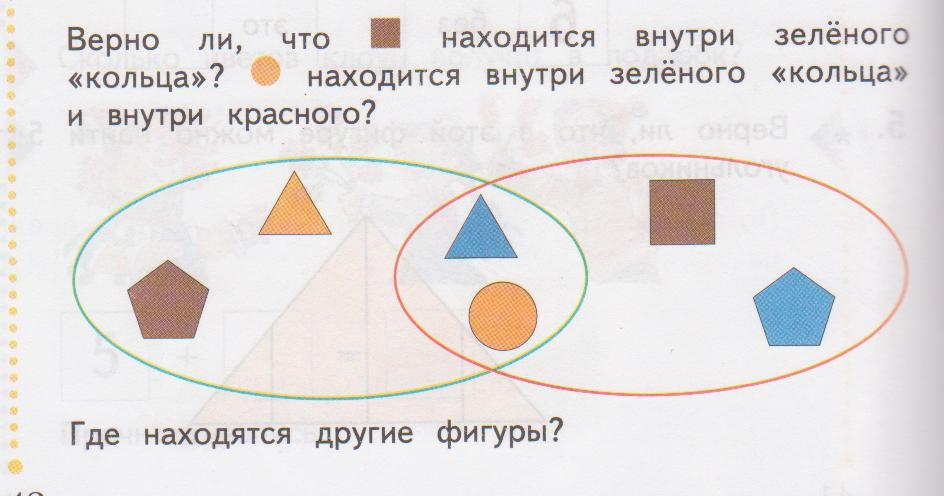 Верно ли, что находится внутри зелёного
«кольца»? находится внутри зелёного «кольца»
и внутри красного?
Где находятся другие фигуры?